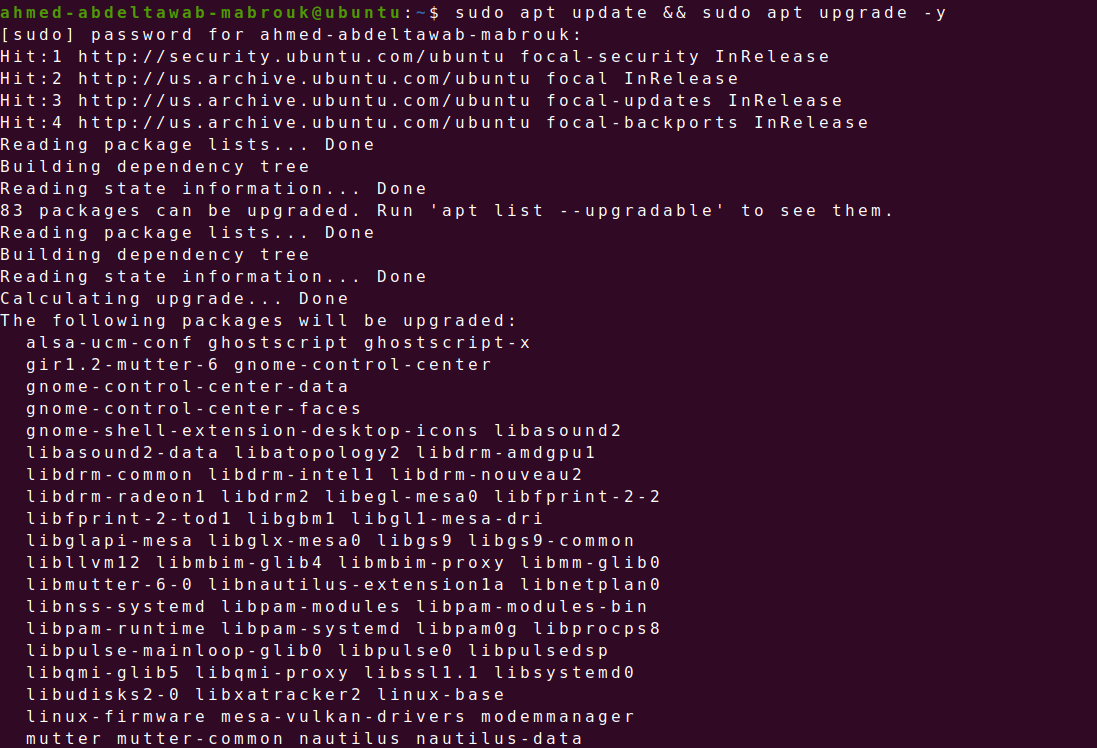 ahmed-abdeltawab-mabrouk@ubuntu:~$ sudo apt update && sudo apt upgrade -y
[sudo] password for ahmed-abdeltawab-mabrouk:
Hit:1 http://security.ubuntu.com/ubuntu focal-security InRelease
Hit:2 http://us.archive.ubuntu.com/ubuntu focal InRelease
Hit:3 http://us.archive.ubuntu.com/ubuntu focal-updates InRelease
Hit:4 http://us.archive.ubuntu.com/ubuntu focal-backports InRelease
Reading package lists... Done
Building dependency tree
Reading state information... Done
83 packages can be upgraded. Run 'apt list --upgradable' to see them.
Reading package lists... Done
Building dependency tree
Reading state information... Done
Calculating upgrade... Done
The following packages will be upgraded:
  alsa-ucm-conf ghostscript ghostscript-x
  gir1.2-mutter-6 gnome-control-center
  gnome-control-center-data
  gnome-control-center-faces
  gnome-shell-extension-desktop-icons libasound2
  libasound2-data libatopology2 libdrm-amdgpu1
  libdrm-common libdrm-intel1 libdrm-nouveau2
  libdrm-radeon1 libdrm2 libegl-mesa0 libfprint-2-2
  libfprint-2-tod1 libgbm1 libgl1-mesa-dri
  libglapi-mesa libglx-mesa0 libgs9 libgs9-common
  libllvm12 libmbim-glib4 libmbim-proxy libmm-glib0
  libmutter-6-0 libnautilus-extension1a libnetplan0
  libnss-systemd libpam-modules libpam-modules-bin
  libpam-runtime libpam-systemd libpam0g libprocps8
  libpulse-mainloop-glib0 libpulse0 libpulsedsp
  libqmi-glib5 libqmi-proxy libssl1.1 libsystemd0
  libudisks2-0 libxatracker2 linux-base
  linux-firmware mesa-vulkan-drivers modemmanager
  mutter mutter-common nautilus nautilus-data